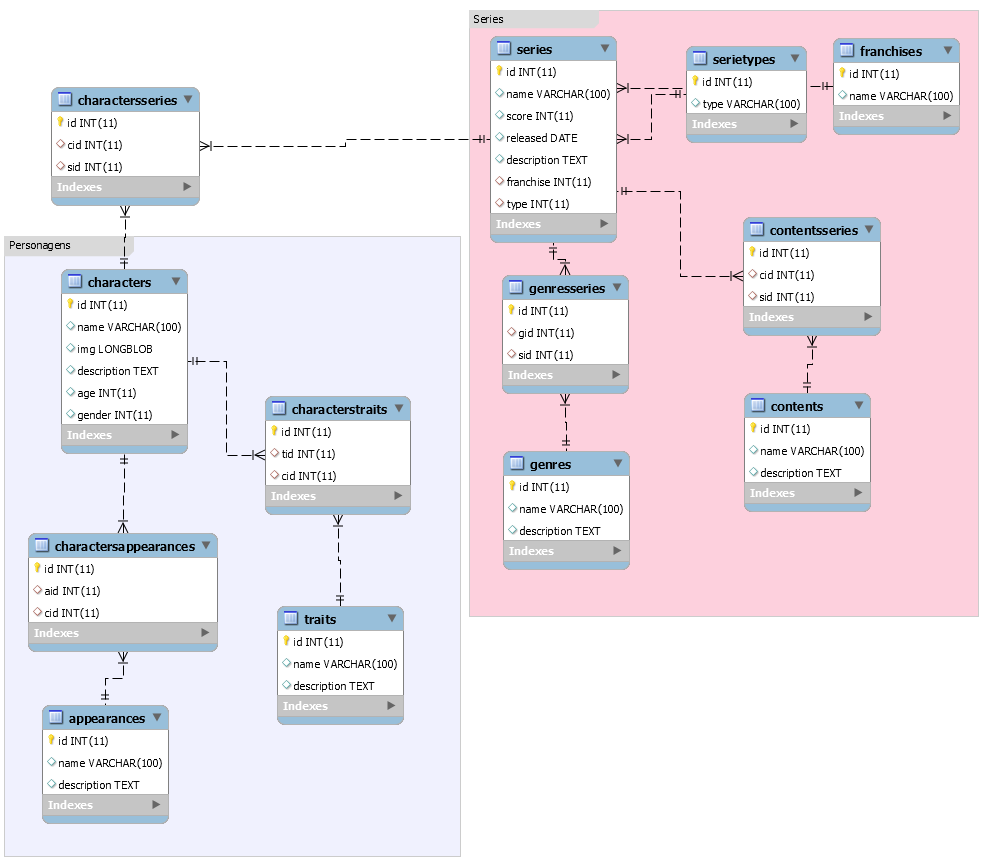 Series
series
id INT(11)
name VARCHAR(100)
score INT(11)
released DATE
description TEXT
franchise INT(11)
type INT(11)
Indexes
serietypes
id INT(11)
type VARCHAR(100)
Indexes
franchises
id INT(11)
name VARCHAR(100)
Indexes
charactersseries
id INT(11)
cid INT(11)
sid INT(11)
Indexes
contentsseries
id INT(11)
cid INT(11)
sid INT(11)
Indexes
genresseries
id INT(11)
gid INT(11)
sid INT(11)
Indexes
contents
id INT(11)
name VARCHAR(100)
description TEXT
Indexes
genres
id INT(11)
name VARCHAR(100)
description TEXT
Indexes
Personagens
characters
id INT(11)
name VARCHAR(100)
img LONGBLOB
description TEXT
age INT(11)
gender INT(11)
Indexes
characterstraits
id INT(11)
tid INT(11)
cid INT(11)
Indexes
charactersappearances
id INT(11)
aid INT(11)
cid INT(11)
Indexes
traits
id INT(11)
name VARCHAR(100)
description TEXT
Indexes
appearances
id INT(11)
name VARCHAR(100)
description TEXT
Indexes